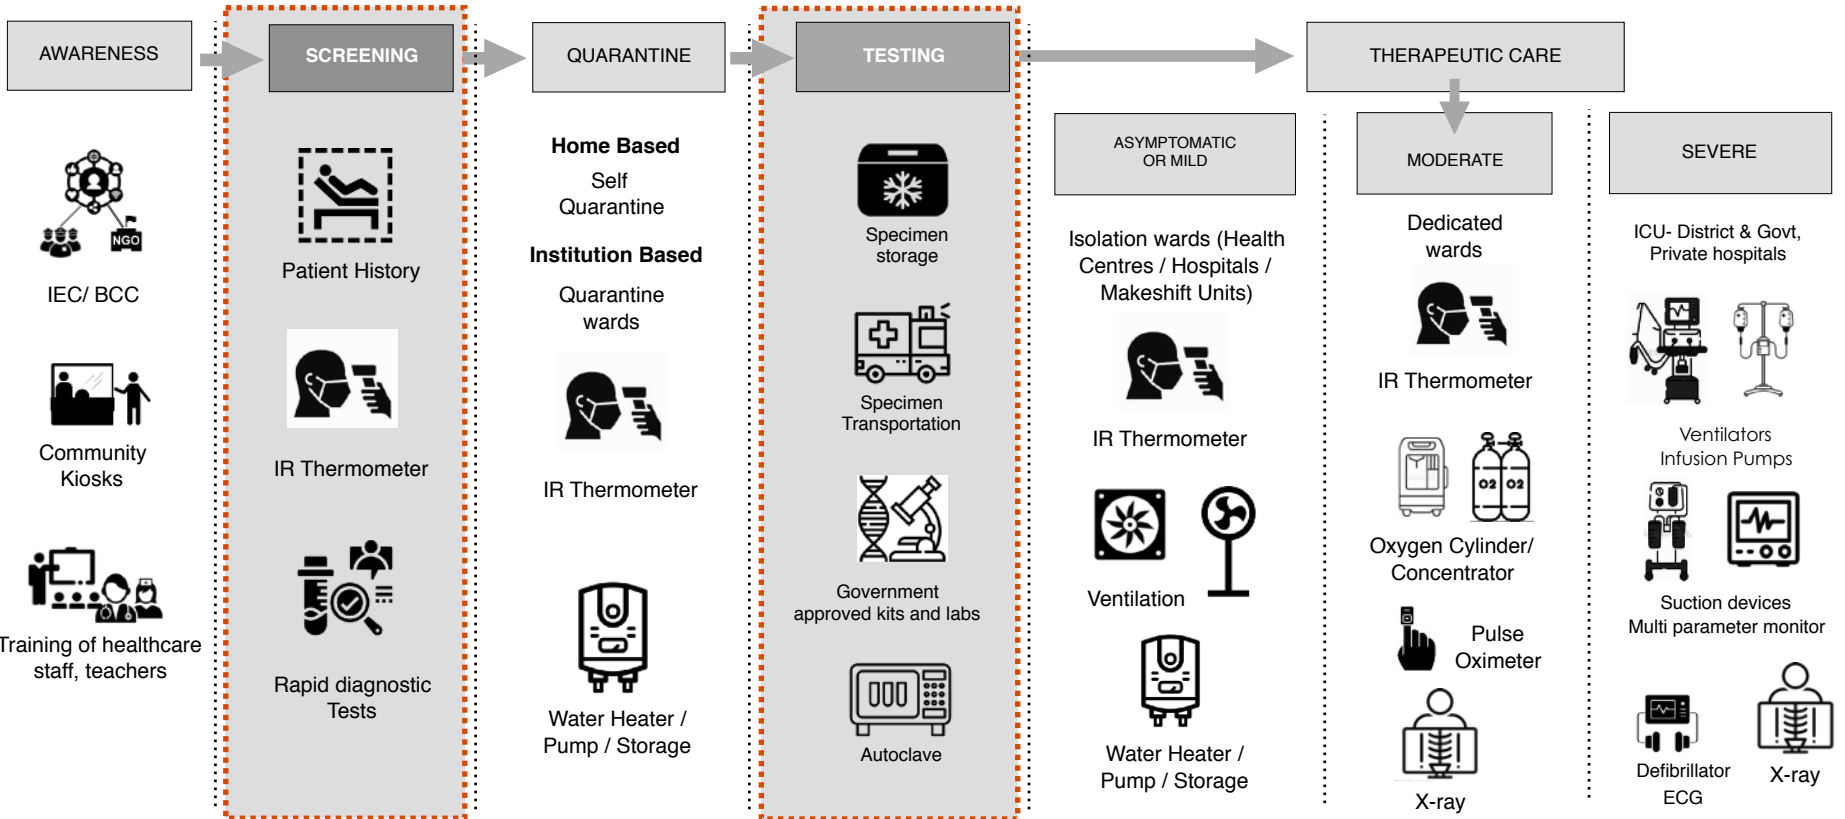 AWARENESS
SCREENING
QUARANTINE
TESTING
THERAPEUTIC CARE
NGO
IEC/ BCC
Community
Kiosks
Training of healthcare
staff, teachers
Patient History
IR Thermometer
Rapid diagnostic
Tests
Home Based
Self
Quarantine
Institution Based
Quarantine
wards
IR Thermometer
Water Heater /
Pump / Storage
Specimen
storage
Specimen
Transportation
Government
approved kits and labs
Autoclave
ASYMPTOMATIC
OR MILD
Isolation wards (Health
Centres / Hospitals /
Makeshift Units)
IR Thermometer
Ventilation
Water Heater /
Pump / Storage
MODERATE
Dedicated
wards
IR Thermometer
O2 O2
Oxygen Cylinder/
Concentrator
Pulse
Oximeter
X-ray
SEVERE
ICU- District & Govt,
Private hospitals
Ventilators
Infusion Pumps
Suction devices
Multi parameter monitor
Defibrillator
ECG
X-ray